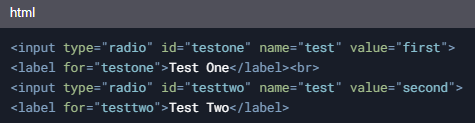 html
<input type="radio" id="testone" name="test" value="first">
<label for="testone">Test One</label><br>
<input type="radio" id="testtwo" name="test" value="second">
<label for="testtwo">Test Two</label>